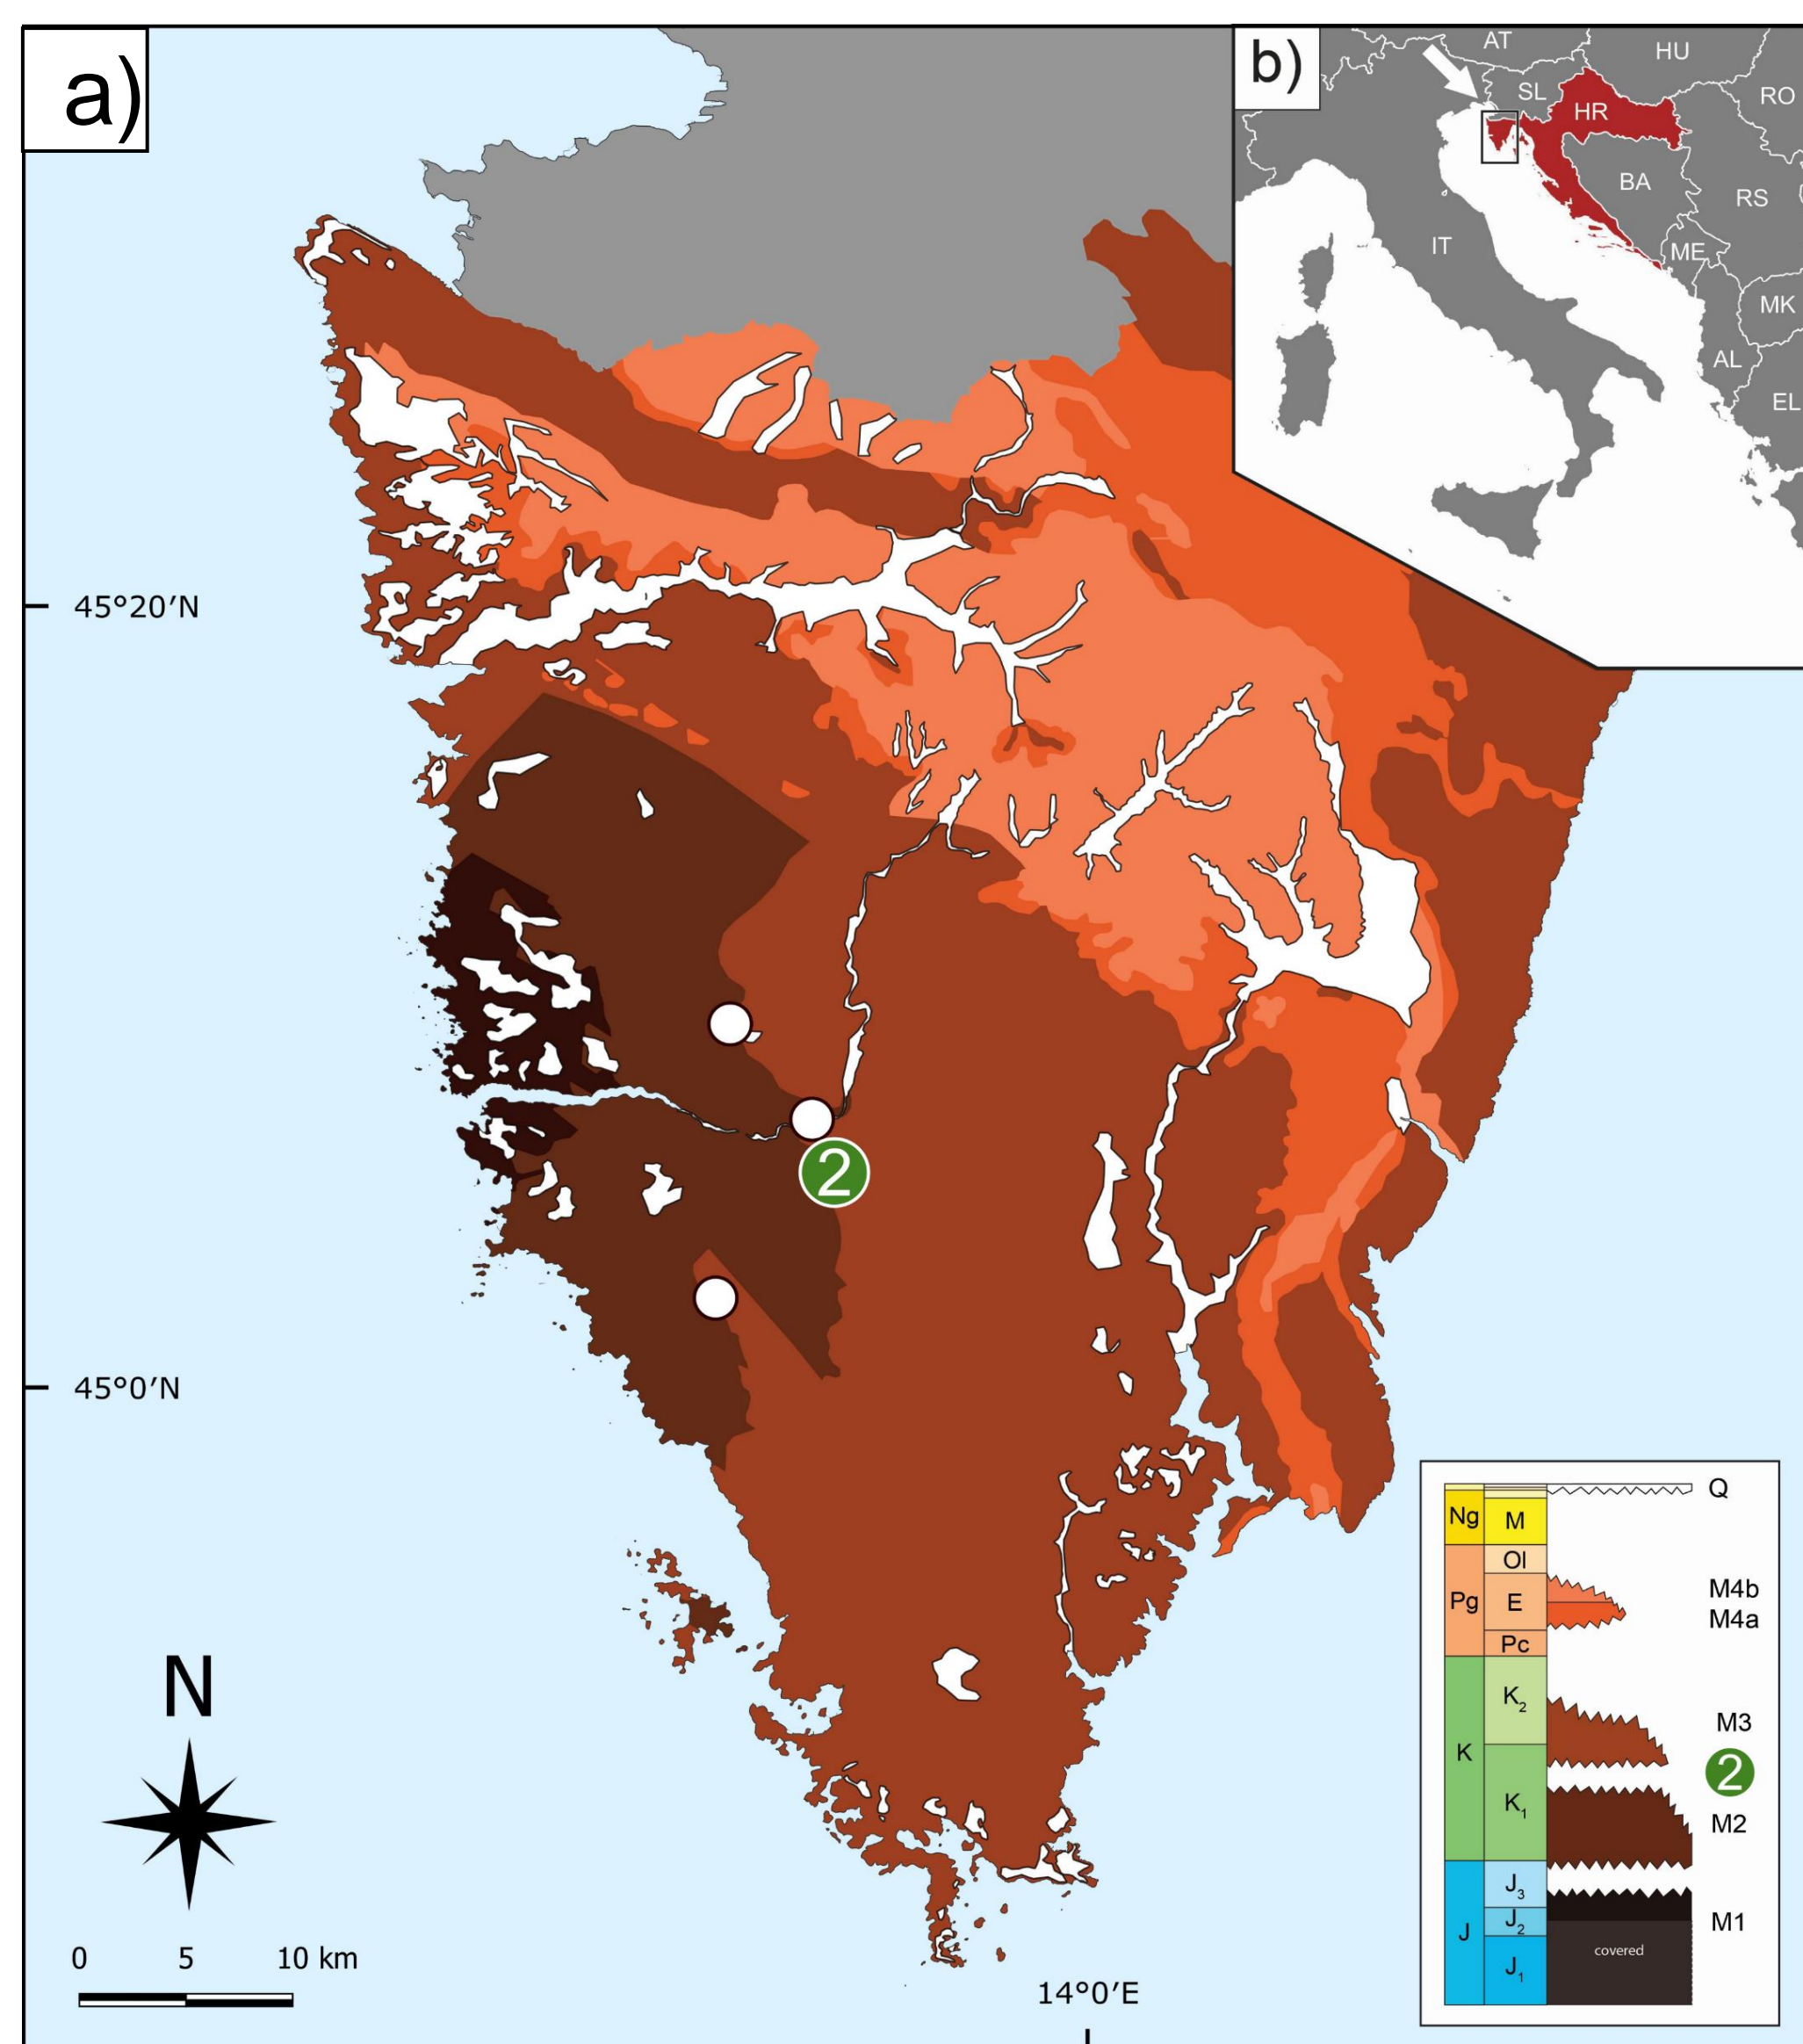 a)
45°20′N
45°0′N
2
N
0 5 10 km
14°0′E
b)
AT
HU
SL
RO
HR
BA
RS
IT
ME
MK
AL
EL
Q
Ng M
Ol
Pg E
M4b
M4a
Pc
K₂
M3
K
2
K₁
M2
J₃
J₂
M1
J
covered
J₁